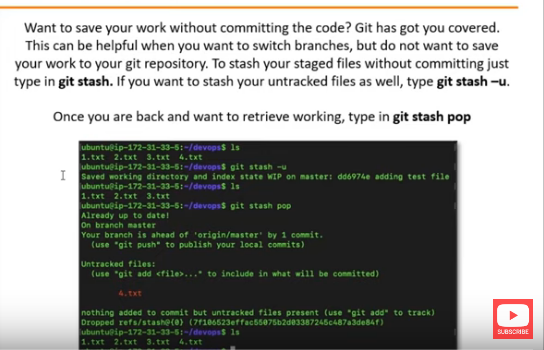 Want to save your work without committing the code? Git has got you covered.
This can be helpful when you want to switch branches, but do not want to save
your work to your git repository. To stash your staged files without committing just
type in git stash. If you want to stash your untracked files as well, type git stash –u.
Once you are back and want to retrieve working, type in git stash pop
ubuntu@ip-172-31-33-5:~/devops$ ls
1.txt 2.txt 3.txt 4.txt
ubuntu@ip-172-31-33-5:~/devops$ git stash -u
Saved working directory and index state WIP on master: dd6974e adding test file
ubuntu@ip-172-31-33-5:~/devops$ ls
1.txt 2.txt 3.txt
ubuntu@ip-172-31-33-5:~/devops$ git stash pop
Already up to date!
On branch master
Your branch is ahead of 'origin/master' by 1 commit.
(use "git push" to publish your local commits)
Untracked files:
(use "git add <file>..." to include in what will be committed)
4.txt
nothing added to commit but untracked files present (use "git add" to track)
Dropped refs/stash@{0} (7f106523effac55075b2d03387245c487a3de84f)
ubuntu@ip-172-31-33-5:~/devops$ ls
1.txt 2.txt 3.txt 4.txt
SUBSCRIBE